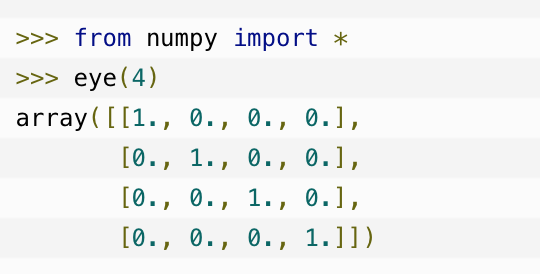 >>> from numpy import *
>>> eye(4)
array([[1., 0., 0., 0.],
       [0., 1., 0., 0.],
       [0., 0., 1., 0.],
       [0., 0., 0., 1.]])